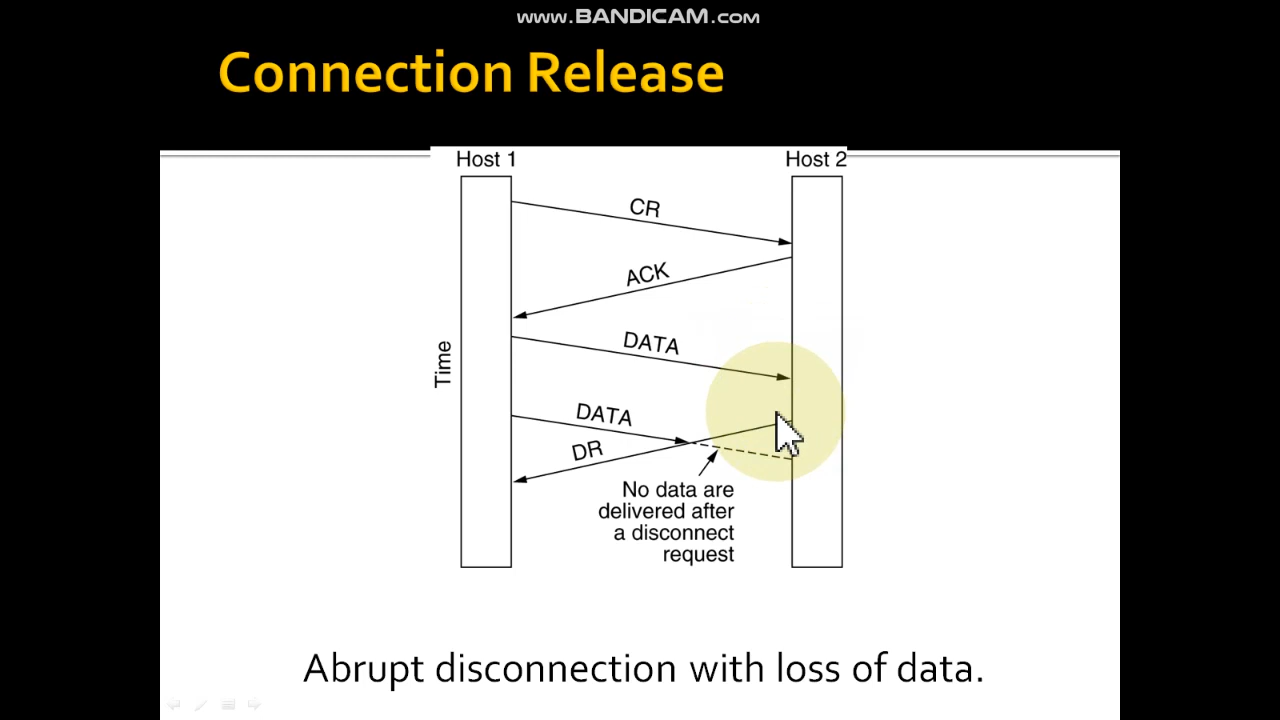 www.BANDICAM.com
Connection Release
Host 1
Host 2
CR
ACK
DATA
Time
DATA
DR
No data are
delivered after
a disconnect
request
Abrupt disconnection with loss of data.